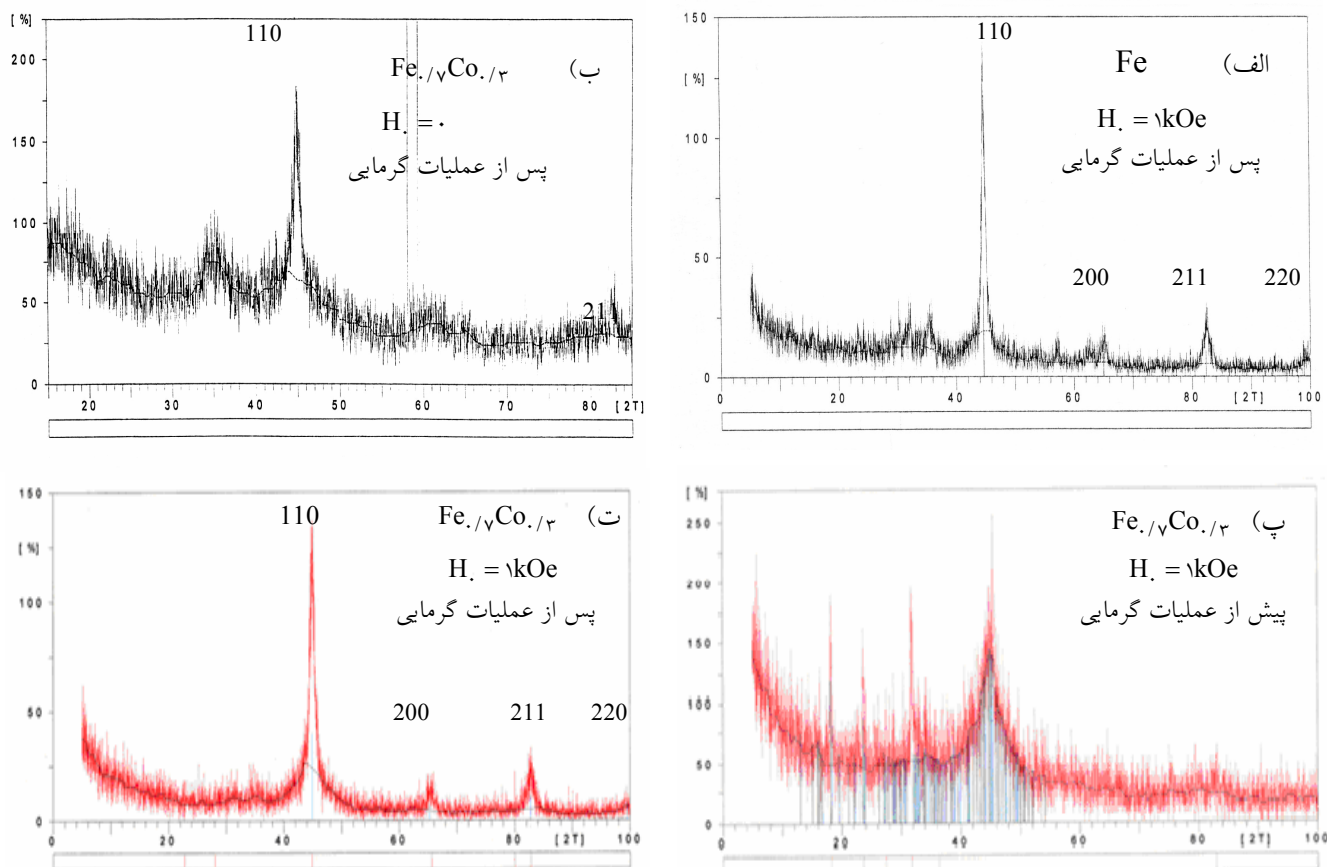 الف) Fe
H. = ۱kOe
پس از عملیات گرمایی
110
200 211 220
[ %]
150
100
50
0
0 20 40 60 80 [2T] 100
ب) Fe./۷Co./۳
H. = ۰
پس از عملیات گرمایی
110
211
[ %]
200
150
100
50
0
20 30 40 50 60 70 80 [2T]
پ) Fe./۷Co./۳
H. = ۱kOe
پیش از عملیات گرمایی
[ %]
250
200
150
100
50
0
20 40 60 80 [2T] 100
ت) Fe./۷Co./۳
H. = ۱kOe
پس از عملیات گرمایی
110
200 211 220
150
[ %]
100
50
0
0 20 40 60 80 [2T] 100